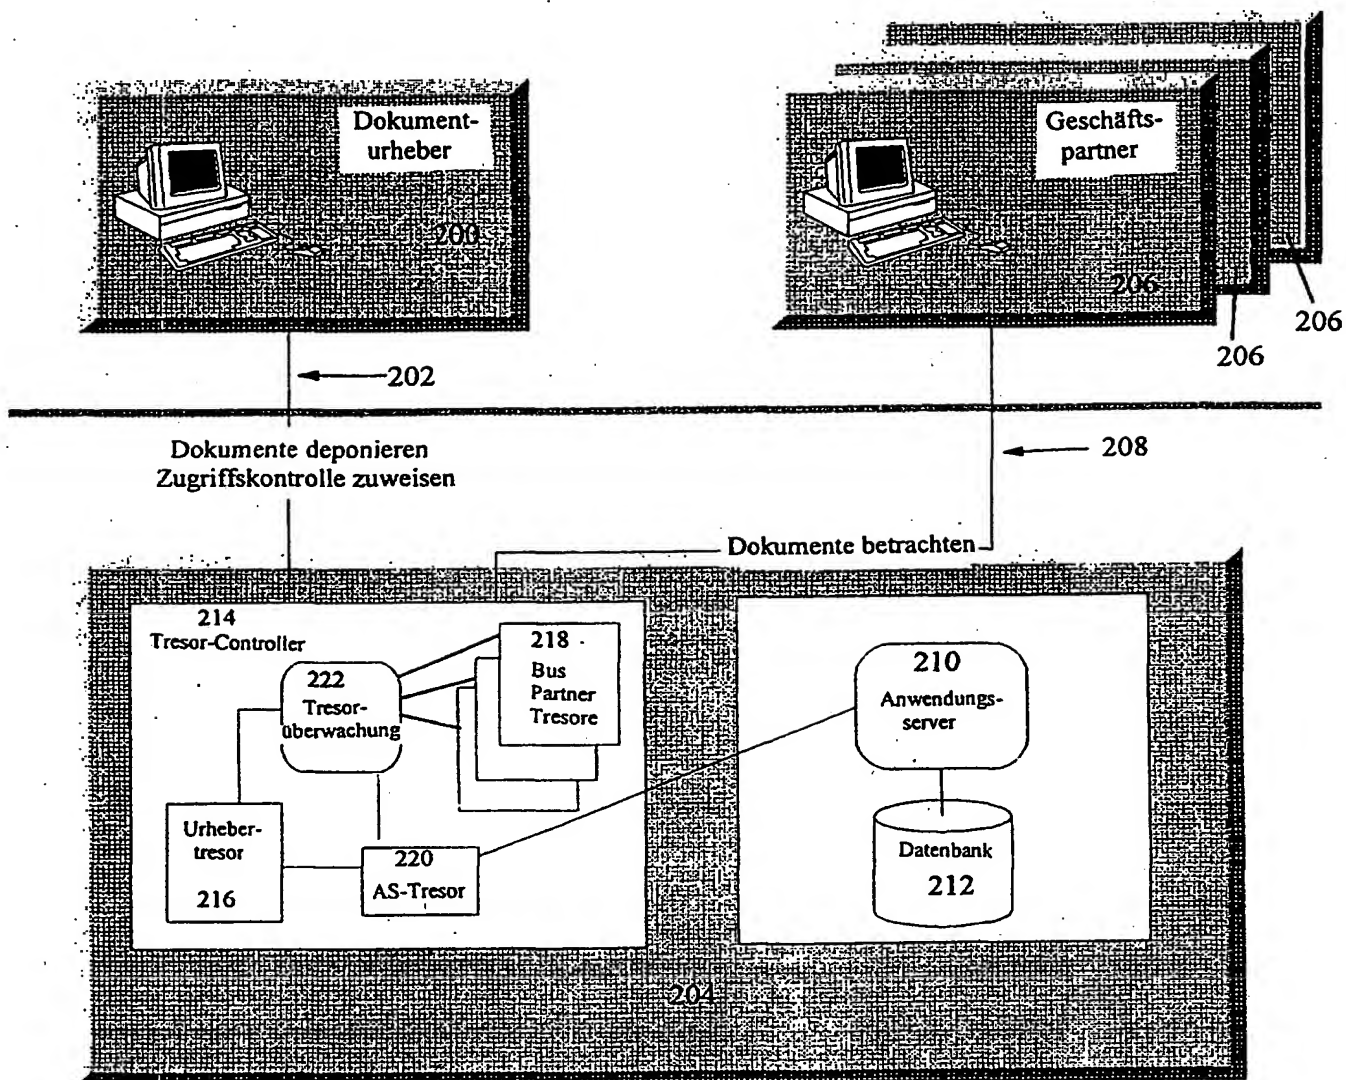 Dokument-
urheber
200
Geschäfts-
partner
206
206
206
202
208
Dokumente deponieren
Zugriffskontrolle zuweisen
Dokumente betrachten
214
Tresor-Controller
222
Tresor-
überwachung
218
Bus
Partner
Tresore
Urheber-
tresor
216
220
AS-Tresor
210
Anwendungs-
server
Datenbank
212
204